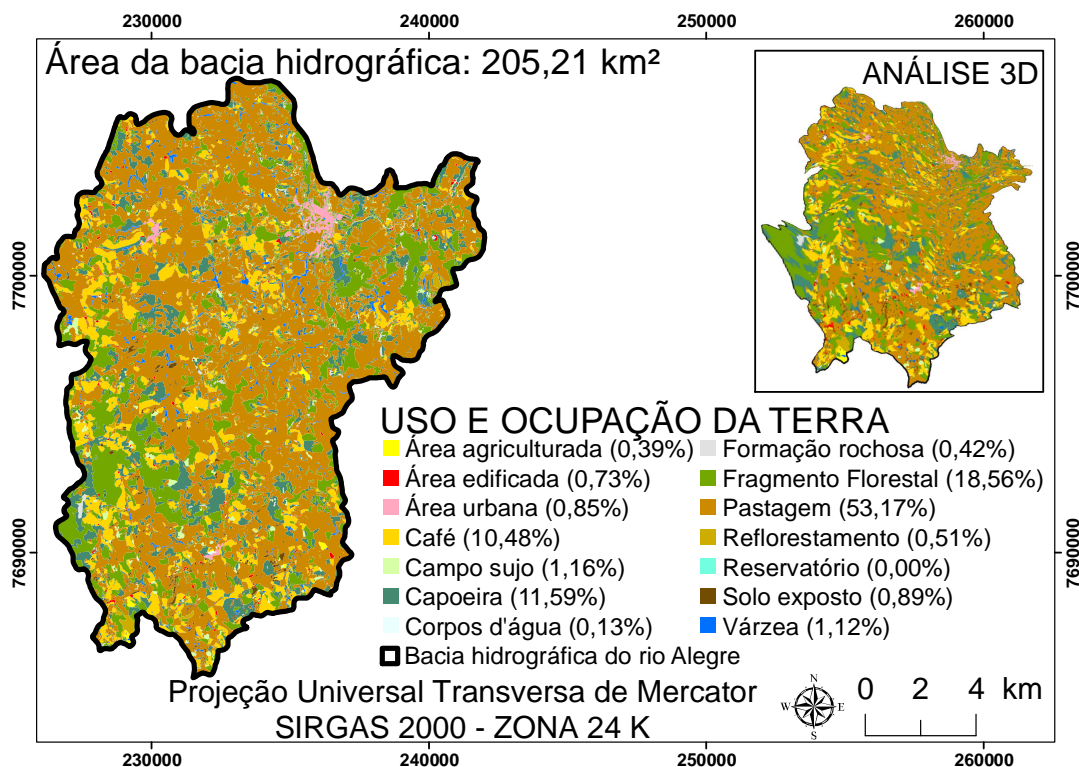 230000 240000 250000 260000
Área da bacia hidrográfica: 205,21 km²
ANÁLISE 3D
7700000 7700000
USO E OCUPAÇÃO DA TERRA
Área agriculturada (0,39%) Formação rochosa (0,42%)
Área edificada (0,73%) Fragmento Florestal (18,56%)
Área urbana (0,85%) Pastagem (53,17%)
Café (10,48%) Reflorestamento (0,51%)
Campo sujo (1,16%) Reservatório (0,00%)
Capoeira (11,59%) Solo exposto (0,89%)
Corpos d'água (0,13%) Várzea (1,12%)
Bacia hidrográfica do rio Alegre
7690000 7690000
Projeção Universal Transversa de Mercator
SIRGAS 2000 - ZONA 24 K
N
W E
S
0 2 4 km
230000 240000 250000 260000